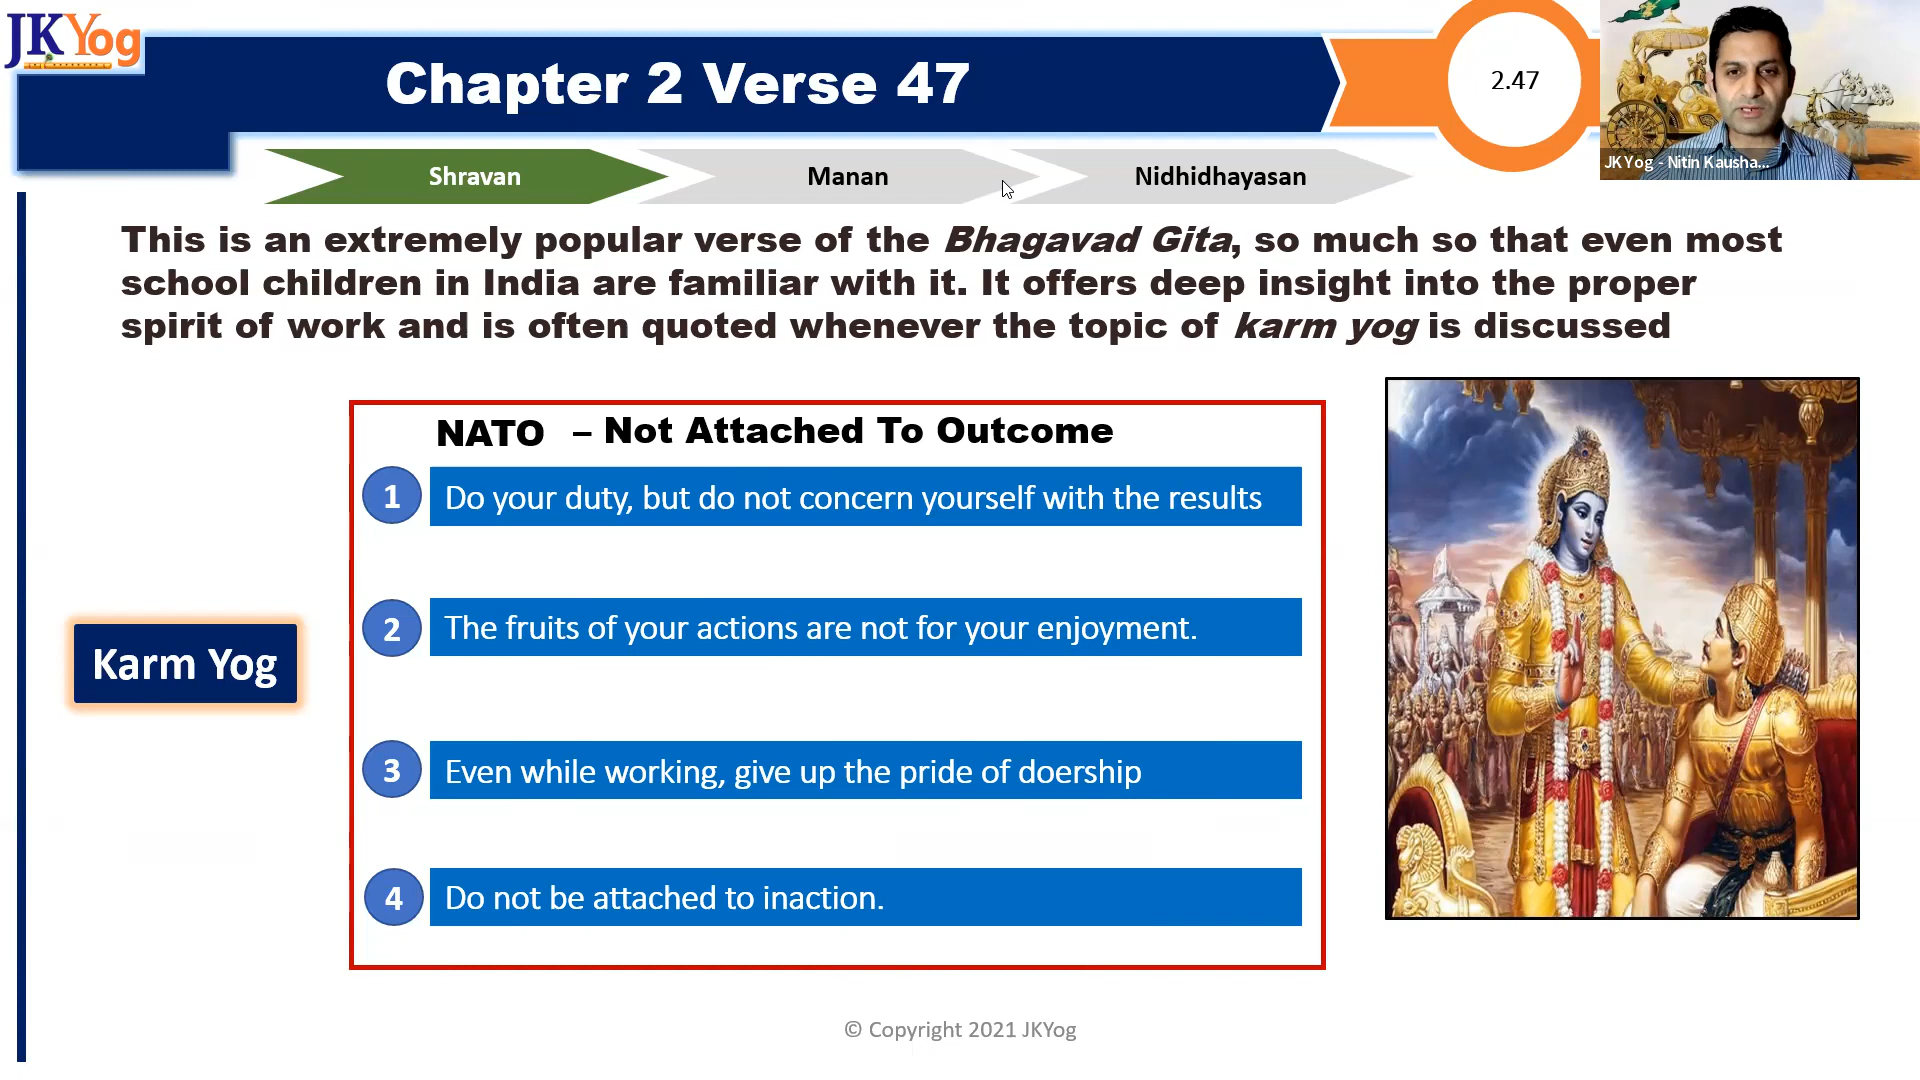 JKYog
Chapter 2 Verse 47
2.47
JK Yog - Nitin Kausha...
Shravan
Manan
Nidhidhayasan
This is an extremely popular verse of the Bhagavad Gita, so much so that even most
school children in India are familiar with it. It offers deep insight into the proper
spirit of work and is often quoted whenever the topic of karm yog is discussed
NATO – Not Attached To Outcome
1 Do your duty, but do not concern yourself with the results
2 The fruits of your actions are not for your enjoyment.
Karm Yog
3 Even while working, give up the pride of doership
4 Do not be attached to inaction.
© Copyright 2021 JKYog